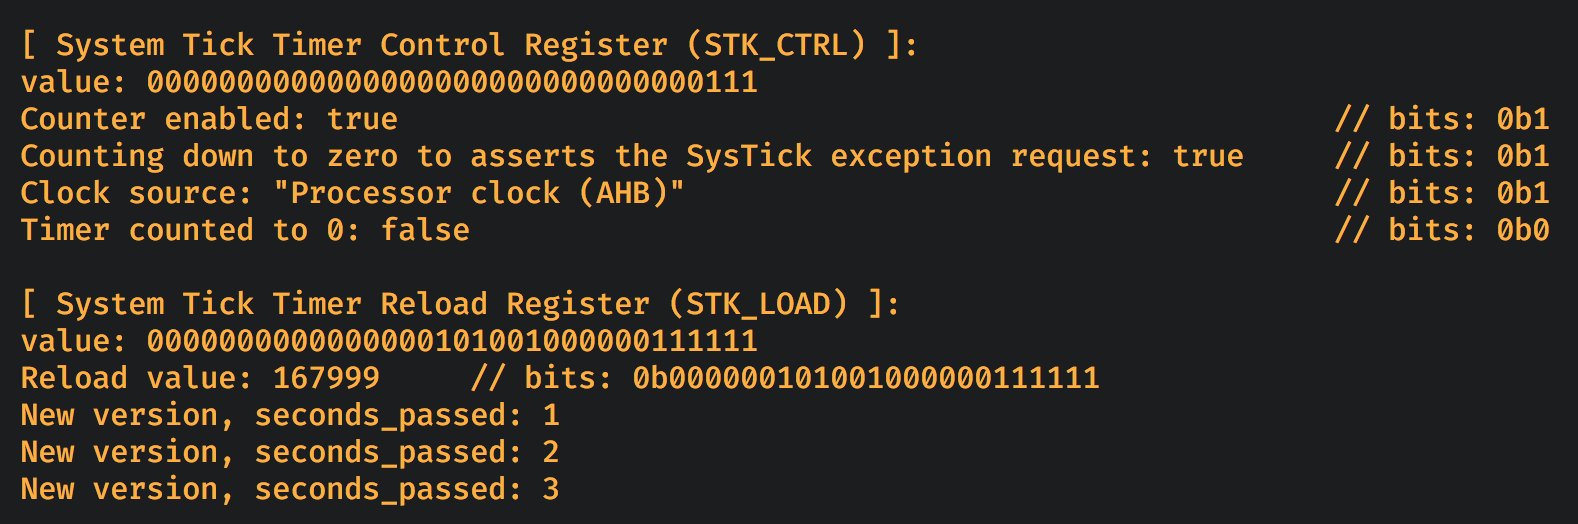 [ System Tick Timer Control Register (STK_CTRL) ]:
value: 0000000000000000000000000000000111
Counter enabled: true // bits: 0b1
Counting down to zero to asserts the SysTick exception request: true // bits: 0b1
Clock source: "Processor clock (AHB)" // bits: 0b1
Timer counted to 0: false // bits: 0b0
[ System Tick Timer Reload Register (STK_LOAD) ]:
value: 0000000000000000101001000000111111
Reload value: 167999 // bits: 0b000000101001000000111111
New version, seconds_passed: 1
New version, seconds_passed: 2
New version, seconds_passed: 3